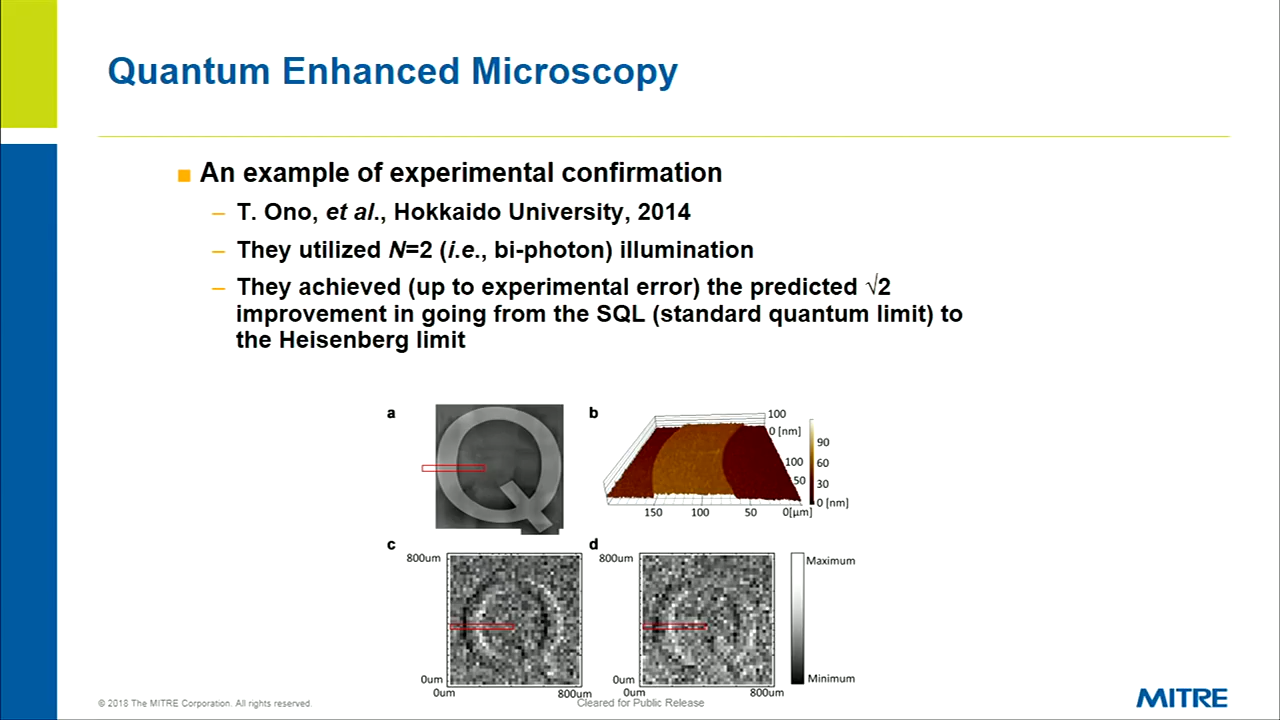 Quantum Enhanced Microscopy
■ An example of experimental confirmation
– T. Ono, et al., Hokkaido University, 2014
– They utilized N=2 (i.e., bi-photon) illumination
– They achieved (up to experimental error) the predicted √2
improvement in going from the SQL (standard quantum limit) to
the Heisenberg limit
a
Q
b
100
0 [nm]
100
50
150 100 50 0[µm]
90
60
30
0 [nm]
c
800um
0um
0um 800um
d
800um
0um
0um 800um
Maximum
Minimum
© 2018 The MITRE Corporation. All rights reserved.
Cleared for Public Release
MITRE